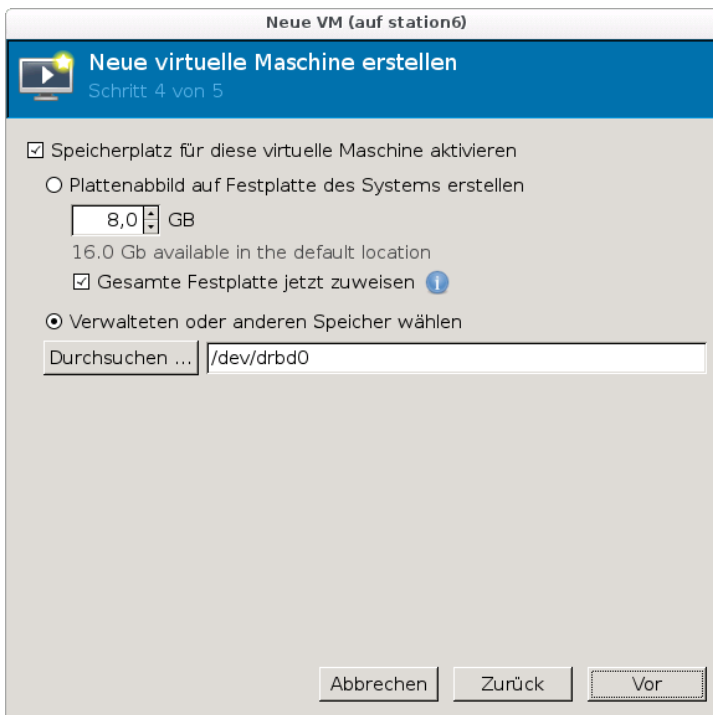 Neue VM (auf station6)
Neue virtuelle Maschine erstellen
Schritt 4 von 5
Speicherplatz für diese virtuelle Maschine aktivieren
Plattenabbild auf Festplatte des Systems erstellen
8,0 GB
16.0 Gb available in the default location
Gesamte Festplatte jetzt zuweisen
Verwalteten oder anderen Speicher wählen
Durchsuchen ... /dev/drbd0
Abbrechen Zurück Vor